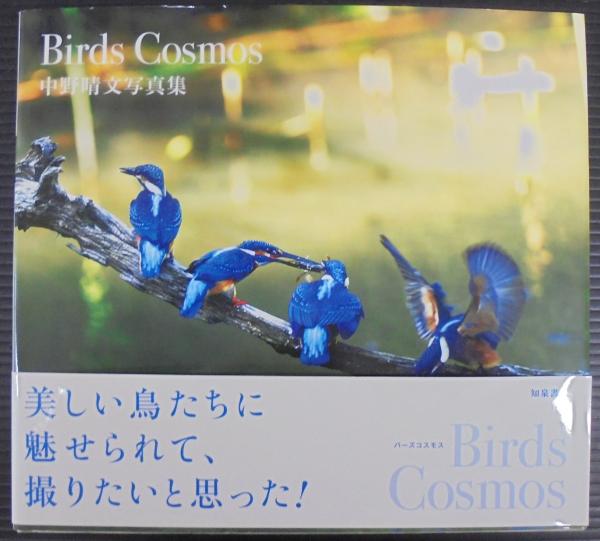 Birds Cosmos
中野晴文写真集
美しい鳥たちに
魅せられて、
撮りたいと思った!
知泉書
バーズコスモス
Birds
Cosmos